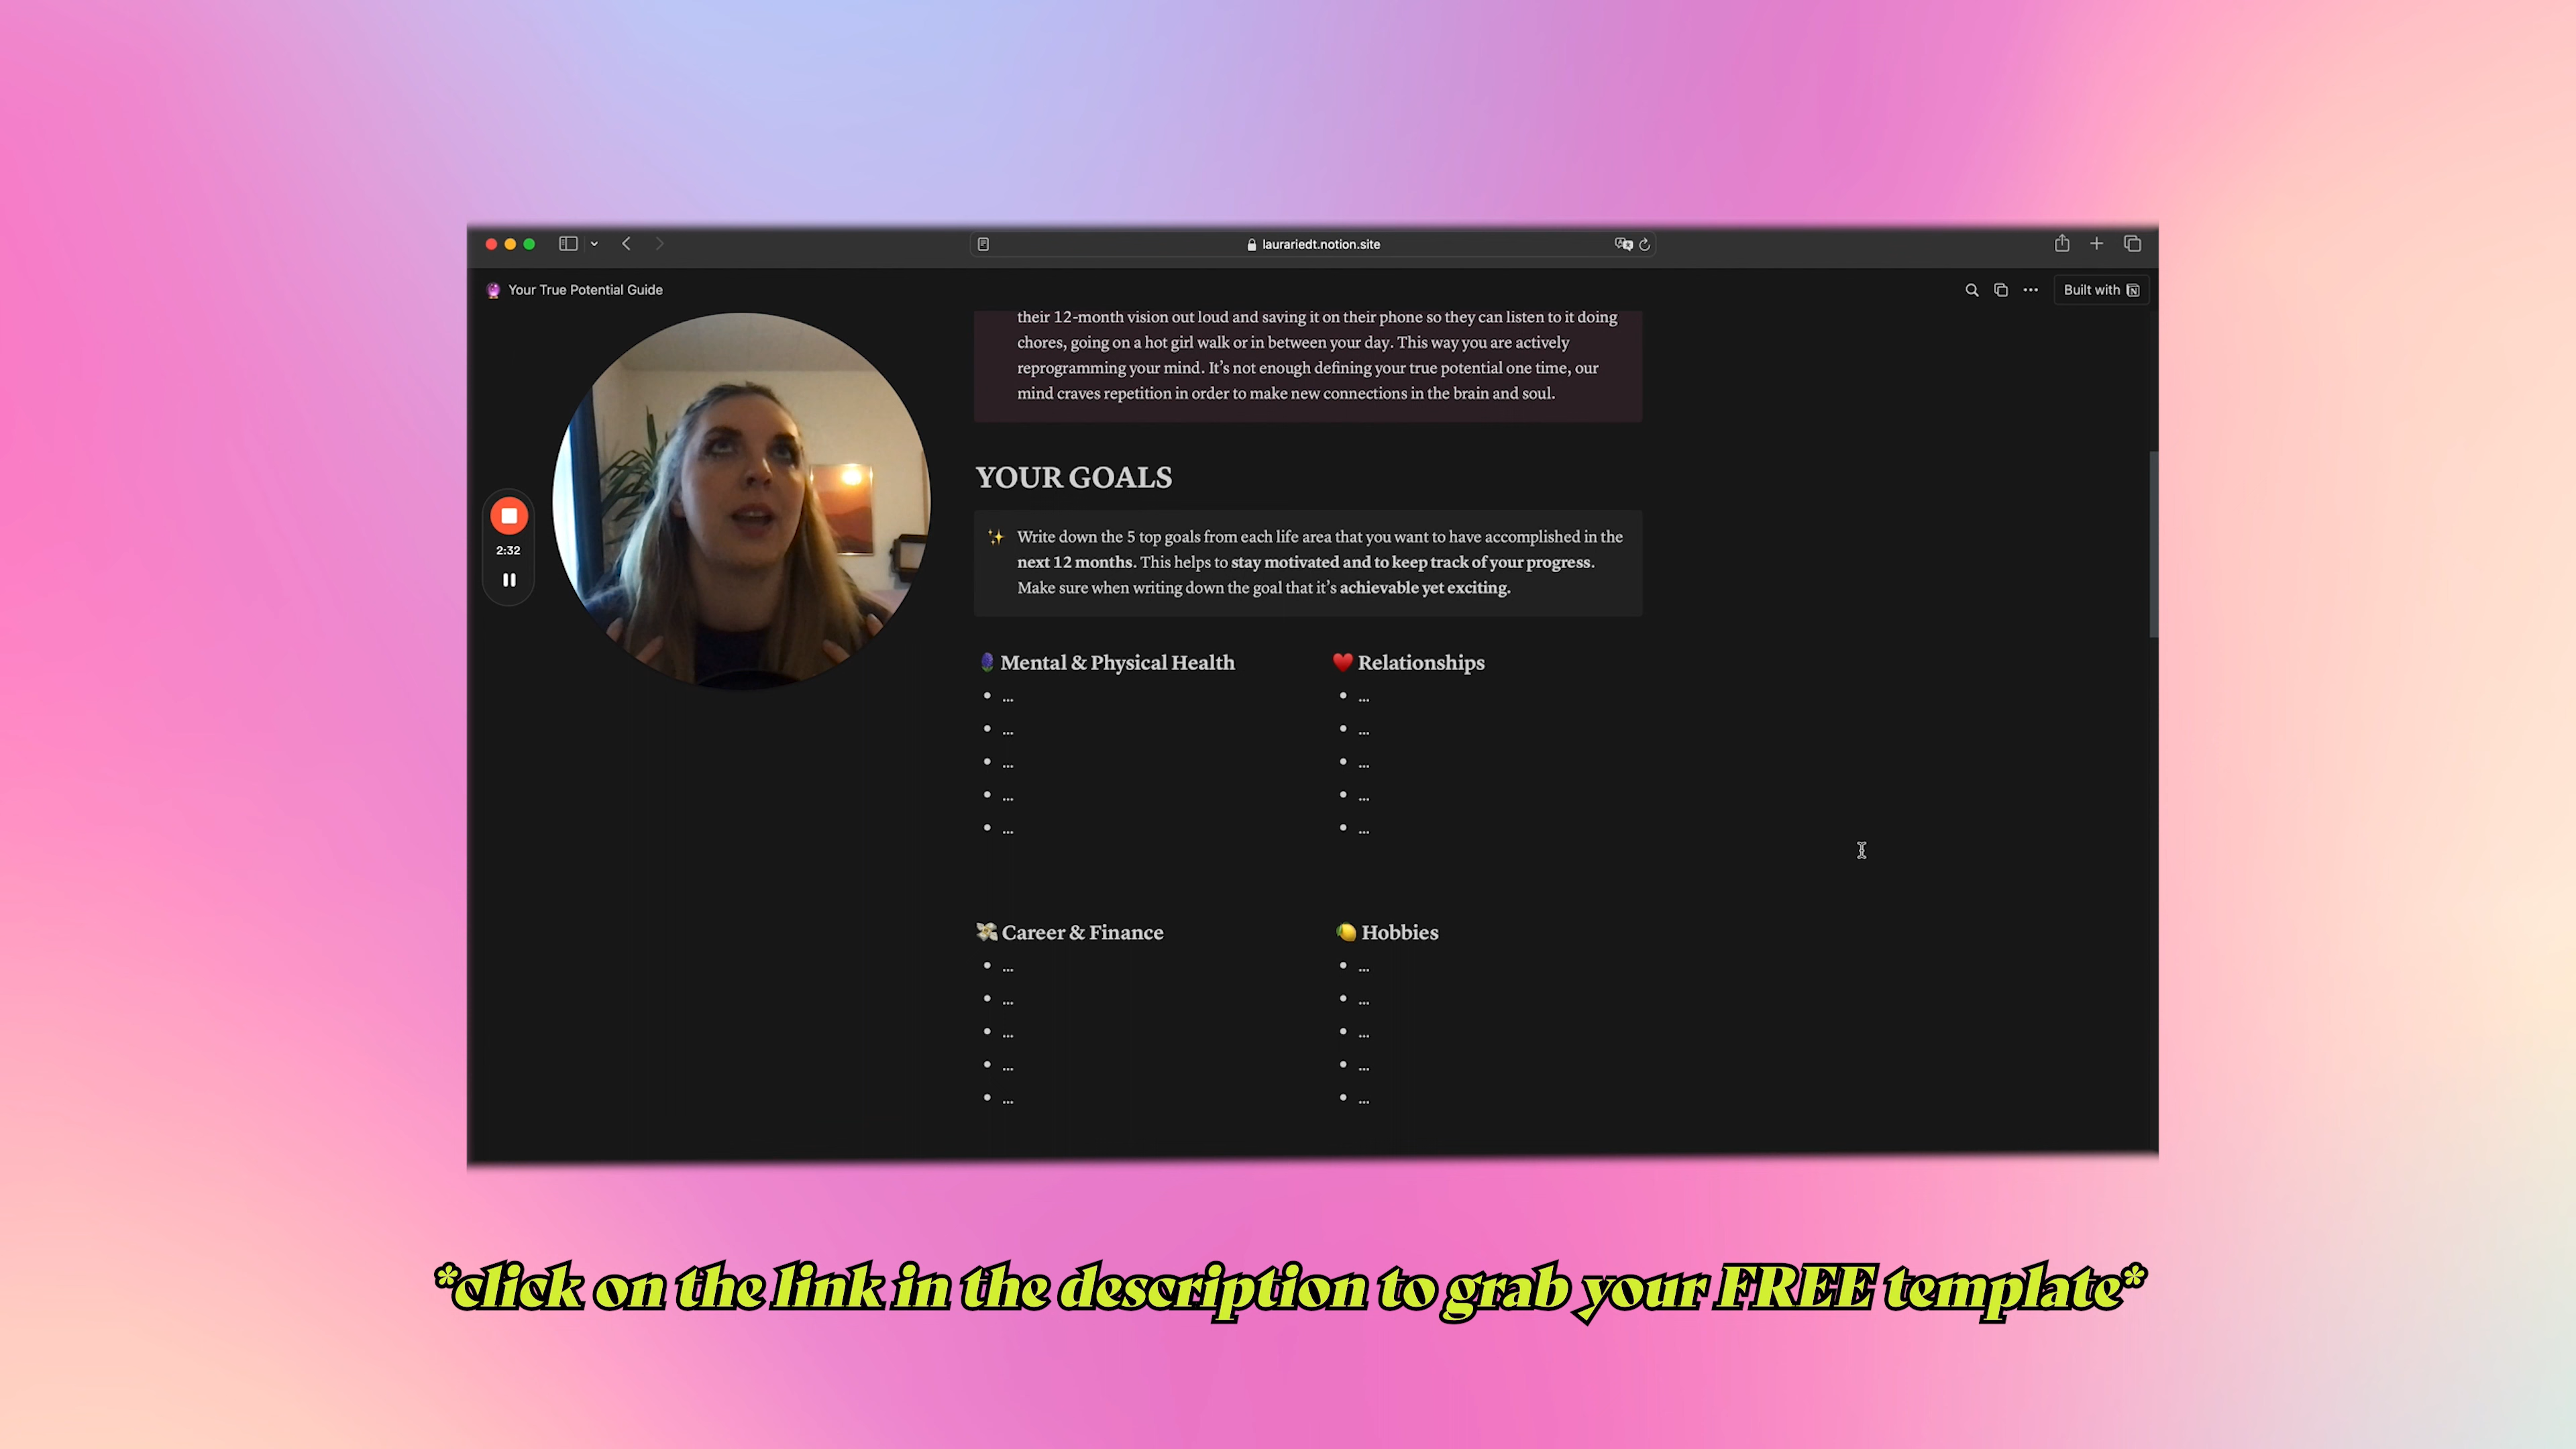 laurariedt.notion.site
Your True Potential Guide
Built with
their 12-month vision out loud and saving it on their phone so they can listen to it doing
chores, going on a hot girl walk or in between your day. This way you are actively
reprogramming your mind. It’s not enough defining your true potential one time, our
mind craves repetition in order to make new connections in the brain and soul.
2:32
YOUR GOALS
✨ Write down the 5 top goals from each life area that you want to have accomplished in the
next 12 months. This helps to stay motivated and to keep track of your progress.
Make sure when writing down the goal that it’s achievable yet exciting.
🪻 Mental & Physical Health
• ...
• ...
• ...
• ...
• ...
❤️ Relationships
• ...
• ...
• ...
• ...
• ...
💸 Career & Finance
• ...
• ...
• ...
• ...
• ...
🍋 Hobbies
• ...
• ...
• ...
• ...
• ...
*click on the link in the description to grab your FREE template*